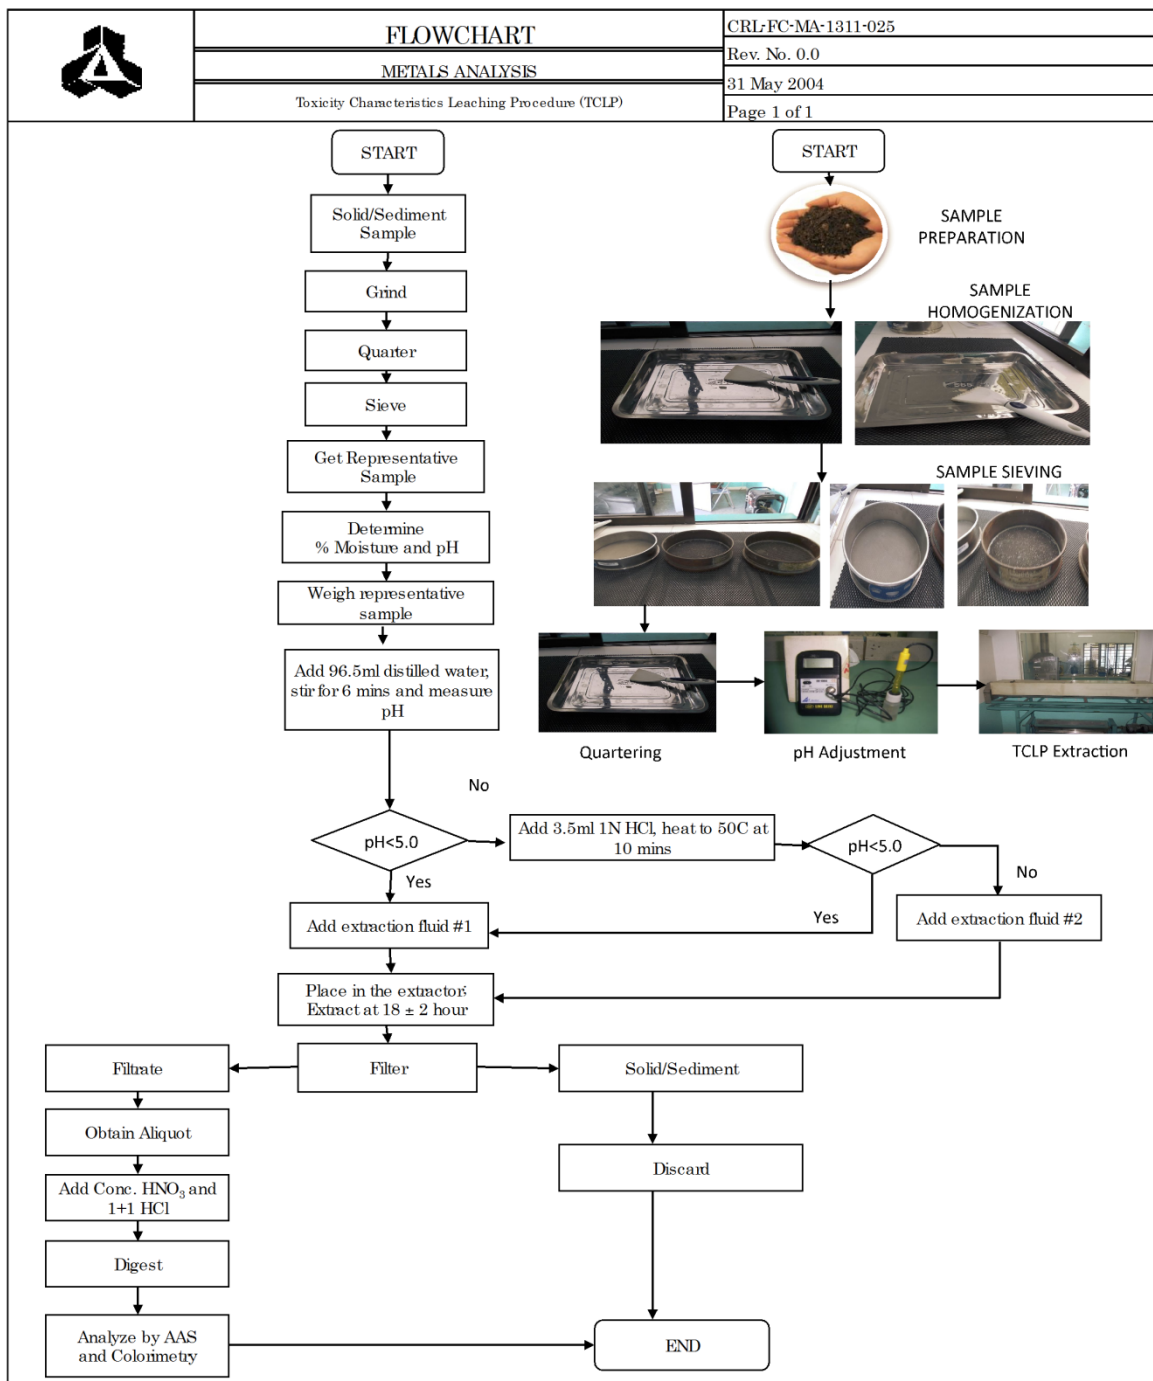 FLOWCHART
METALS ANALYSIS
Toxicity Characteristics Leaching Procedure (TCLP)
CRL-FC-MA-1311-025
Rev. No. 0.0
31 May 2004
Page 1 of 1
START
Solid/Sediment
Sample
Grind
Quarter
Sieve
Get Representative
Sample
Determine
% Moisture and pH
Weigh representative
sample
Add 96.5ml distilled water,
stir for 6 mins and measure
pH
START
SAMPLE
PREPARATION
SAMPLE
HOMOGENIZATION
SAMPLE SIEVING
Quartering
pH Adjustment
TCLP Extraction
No
pH<5.0
Add 3.5ml 1N HCl, heat to 50C at
10 mins
pH<5.0
Yes
No
Add extraction fluid #1
Yes
Add extraction fluid #2
Place in the extractor;
Extract at 18 ± 2 hour
Filtrate
Filter
Solid/Sediment
Obtain Aliquot
Discard
Add Conc. HNO₃ and
1+1 HCl
Digest
Analyze by AAS
and Colorimetry
END